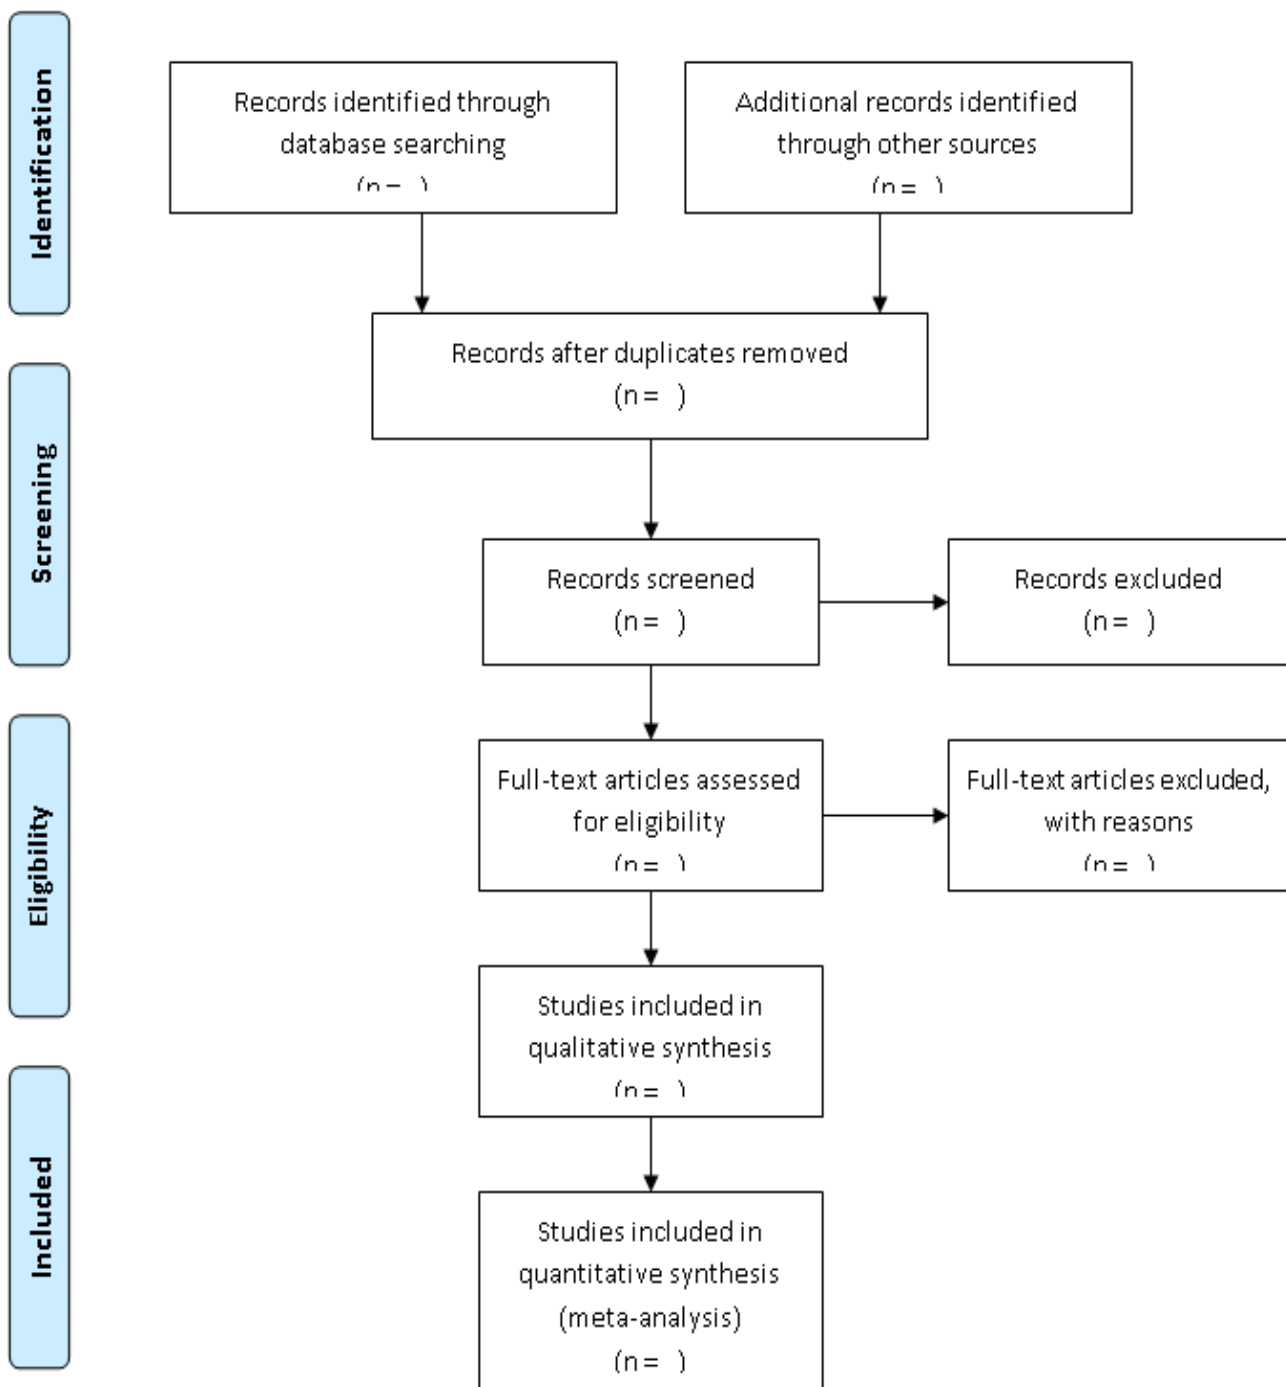 Identification
Records identified through
database searching
(n = )
Additional records identified
through other sources
(n = )
Records after duplicates removed
(n = )
Screening
Records screened
(n = )
Records excluded
(n = )
Eligibility
Full-text articles assessed
for eligibility
(n = )
Full-text articles excluded,
with reasons
(n = )
Studies included in
qualitative synthesis
(n = )
Included
Studies included in
quantitative synthesis
(meta-analysis)
(n = )